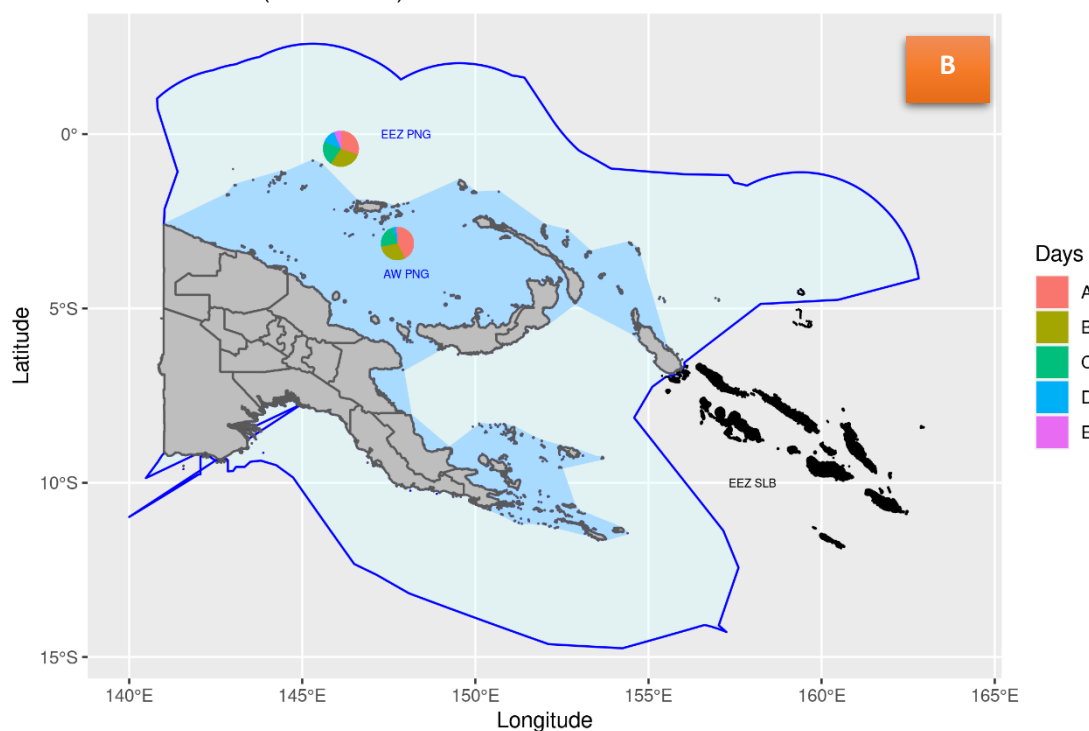 B
0°
5°S
10°S
15°S
140°E
145°E
150°E
155°E
160°E
165°E
Latitude
Longitude
EEZ PNG
AW PNG
EEZ SLB
Days
A
B
C
D
E